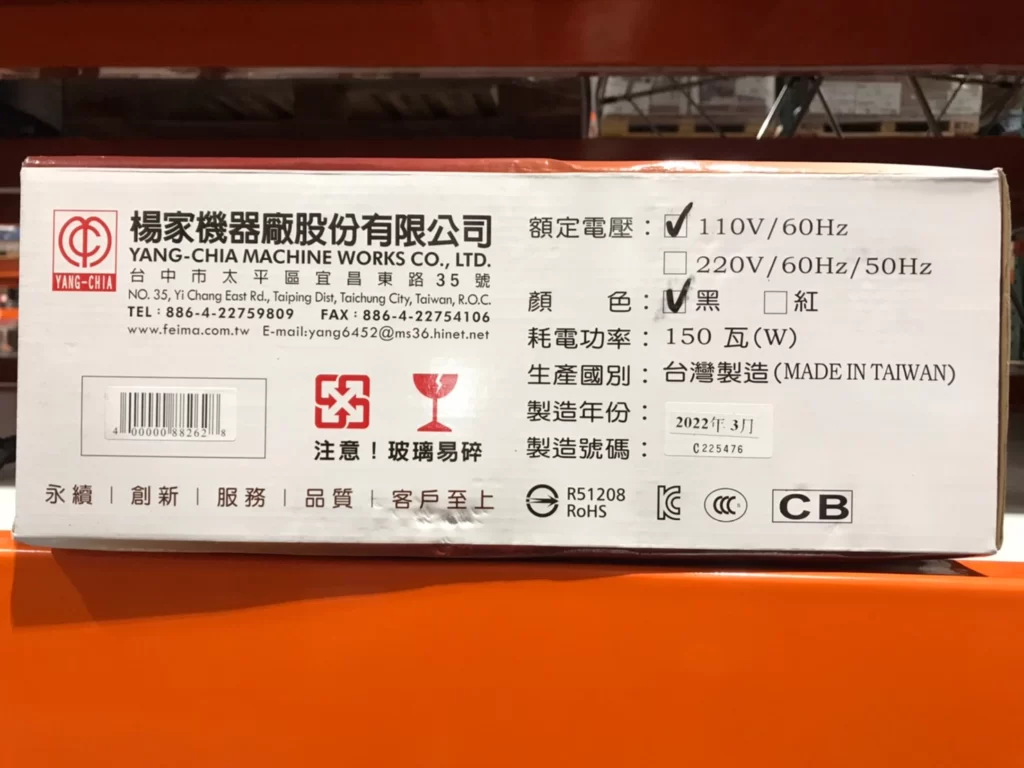 YANG-CHIA
楊家機器廠股份有限公司
YANG-CHIA MACHINE WORKS CO., LTD.
台中市太平區宜昌東路35號
NO. 35, Yi Chang East Rd., Taiping Dist, Taichung City, Taiwan, R.O.C.
TEL：886-4-22759809 FAX：886-4-22754106
www.feima.com.tw E-mail:yang6452@ms36.hinet.net
4 00000 88262 8
注意！玻璃易碎
永續｜創新｜服務｜品質｜客戶至上
額定電壓：✓110V/60Hz
□220V/60Hz/50Hz
顏 色：✓黑 □紅
耗電功率：150 瓦(W)
生產國別：台灣製造(MADE IN TAIWAN)
製造年份：2022年 3月
製造號碼：C225476
R51208
RoHS
CCC
CB